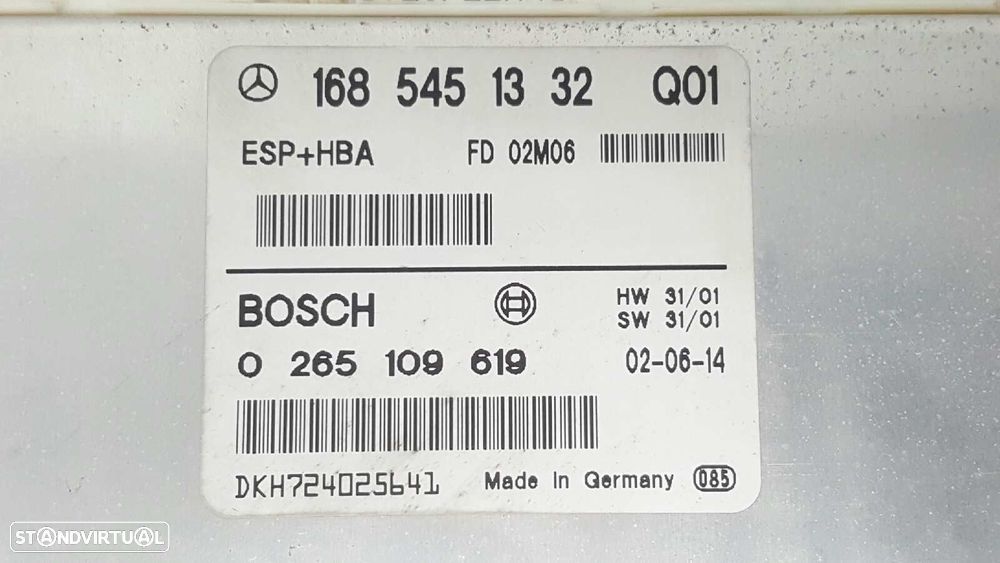 168 545 13 32 Q01
ESP+HBA FD 02M06
BOSCH HW 31/01
SW 31/01
0 265 109 619 02-06-14
DKH724025641 Made in Germany 085
STANDVIRTUAL